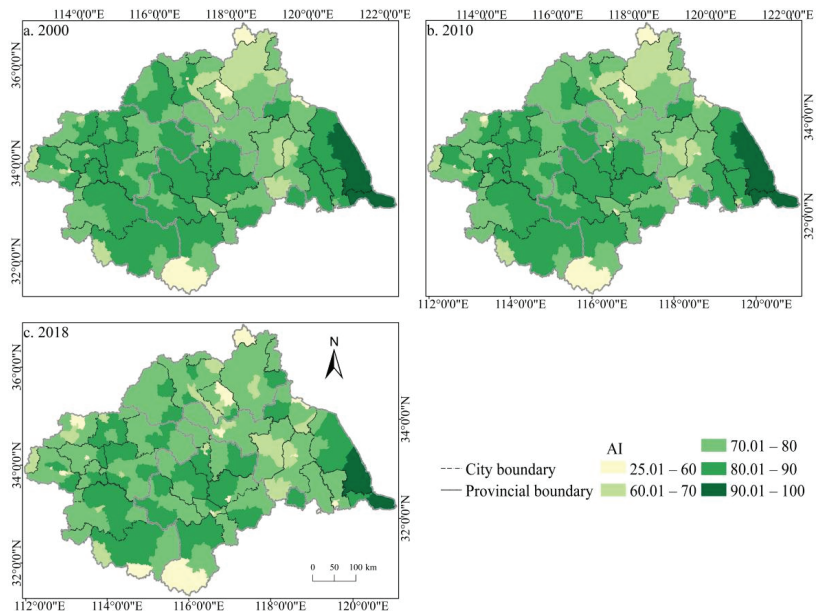 114°0'0"E 116°0'0"E 118°0'0"E 120°0'0"E 122°0'0"E
114°0'0"E 116°0'0"E 118°0'0"E 120°0'0"E 122°0'0"E
a. 2000
b. 2010
36°0'0"N
34°0'0"N
32°0'0"N
34°0'0"N
32°0'0"N
112°0'0"E 114°0'0"E 116°0'0"E 118°0'0"E 120°0'0"E
c. 2018
N
36°0'0"N
34°0'0"N
32°0'0"N
34°0'0"N
32°0'0"N
0 50 100 km
112°0'0"E 114°0'0"E 116°0'0"E 118°0'0"E 120°0'0"E
AI
City boundary
Provincial boundary
25.01 – 60
60.01 – 70
70.01 – 80
80.01 – 90
90.01 – 100